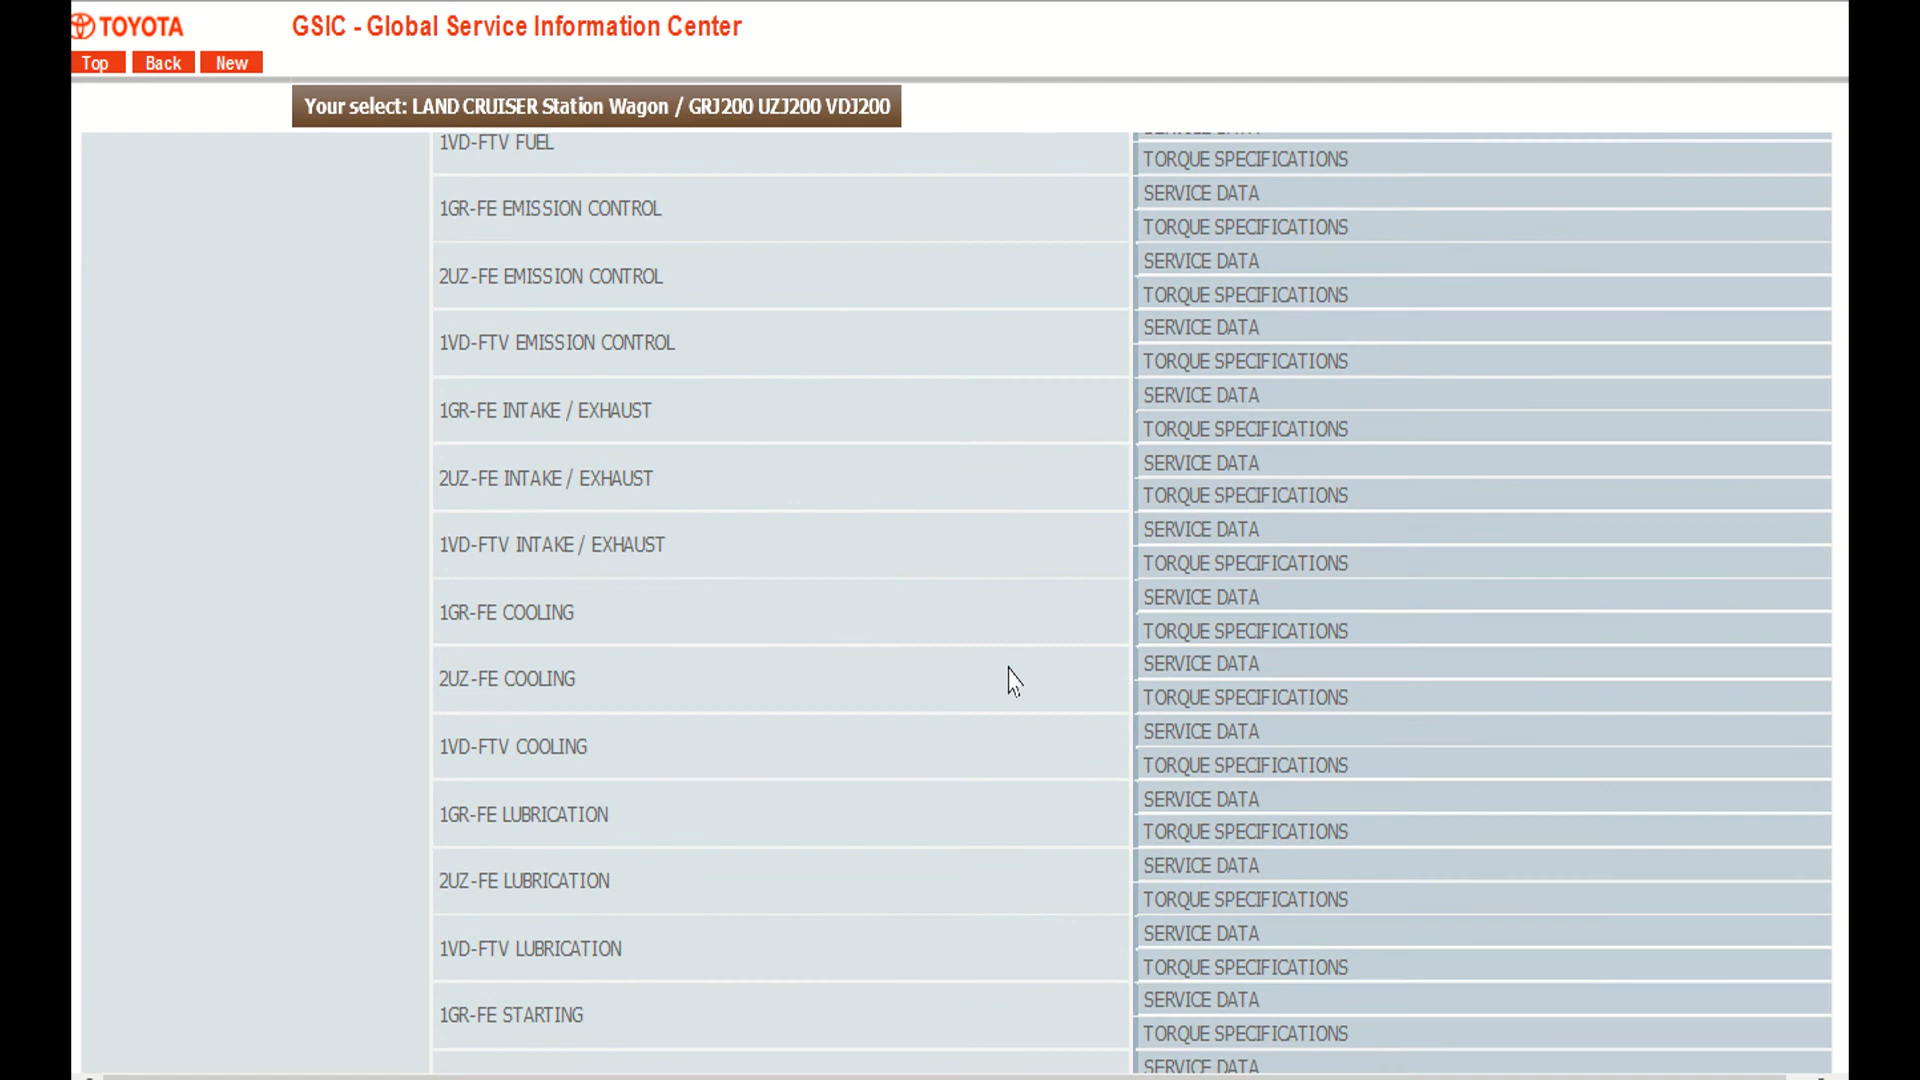 TOYOTA
GSIC - Global Service Information Center
Top Back New
Your select: LAND CRUISER Station Wagon / GRJ200 UZJ200 VDJ200
1VD-FTV FUEL
TORQUE SPECIFICATIONS
1GR-FE EMISSION CONTROL
SERVICE DATA
TORQUE SPECIFICATIONS
2UZ-FE EMISSION CONTROL
SERVICE DATA
TORQUE SPECIFICATIONS
1VD-FTV EMISSION CONTROL
SERVICE DATA
TORQUE SPECIFICATIONS
1GR-FE INTAKE / EXHAUST
SERVICE DATA
TORQUE SPECIFICATIONS
2UZ-FE INTAKE / EXHAUST
SERVICE DATA
TORQUE SPECIFICATIONS
1VD-FTV INTAKE / EXHAUST
SERVICE DATA
TORQUE SPECIFICATIONS
1GR-FE COOLING
SERVICE DATA
TORQUE SPECIFICATIONS
2UZ-FE COOLING
SERVICE DATA
TORQUE SPECIFICATIONS
1VD-FTV COOLING
SERVICE DATA
TORQUE SPECIFICATIONS
1GR-FE LUBRICATION
SERVICE DATA
TORQUE SPECIFICATIONS
2UZ-FE LUBRICATION
SERVICE DATA
TORQUE SPECIFICATIONS
1VD-FTV LUBRICATION
SERVICE DATA
TORQUE SPECIFICATIONS
1GR-FE STARTING
SERVICE DATA
TORQUE SPECIFICATIONS
SERVICE DATA